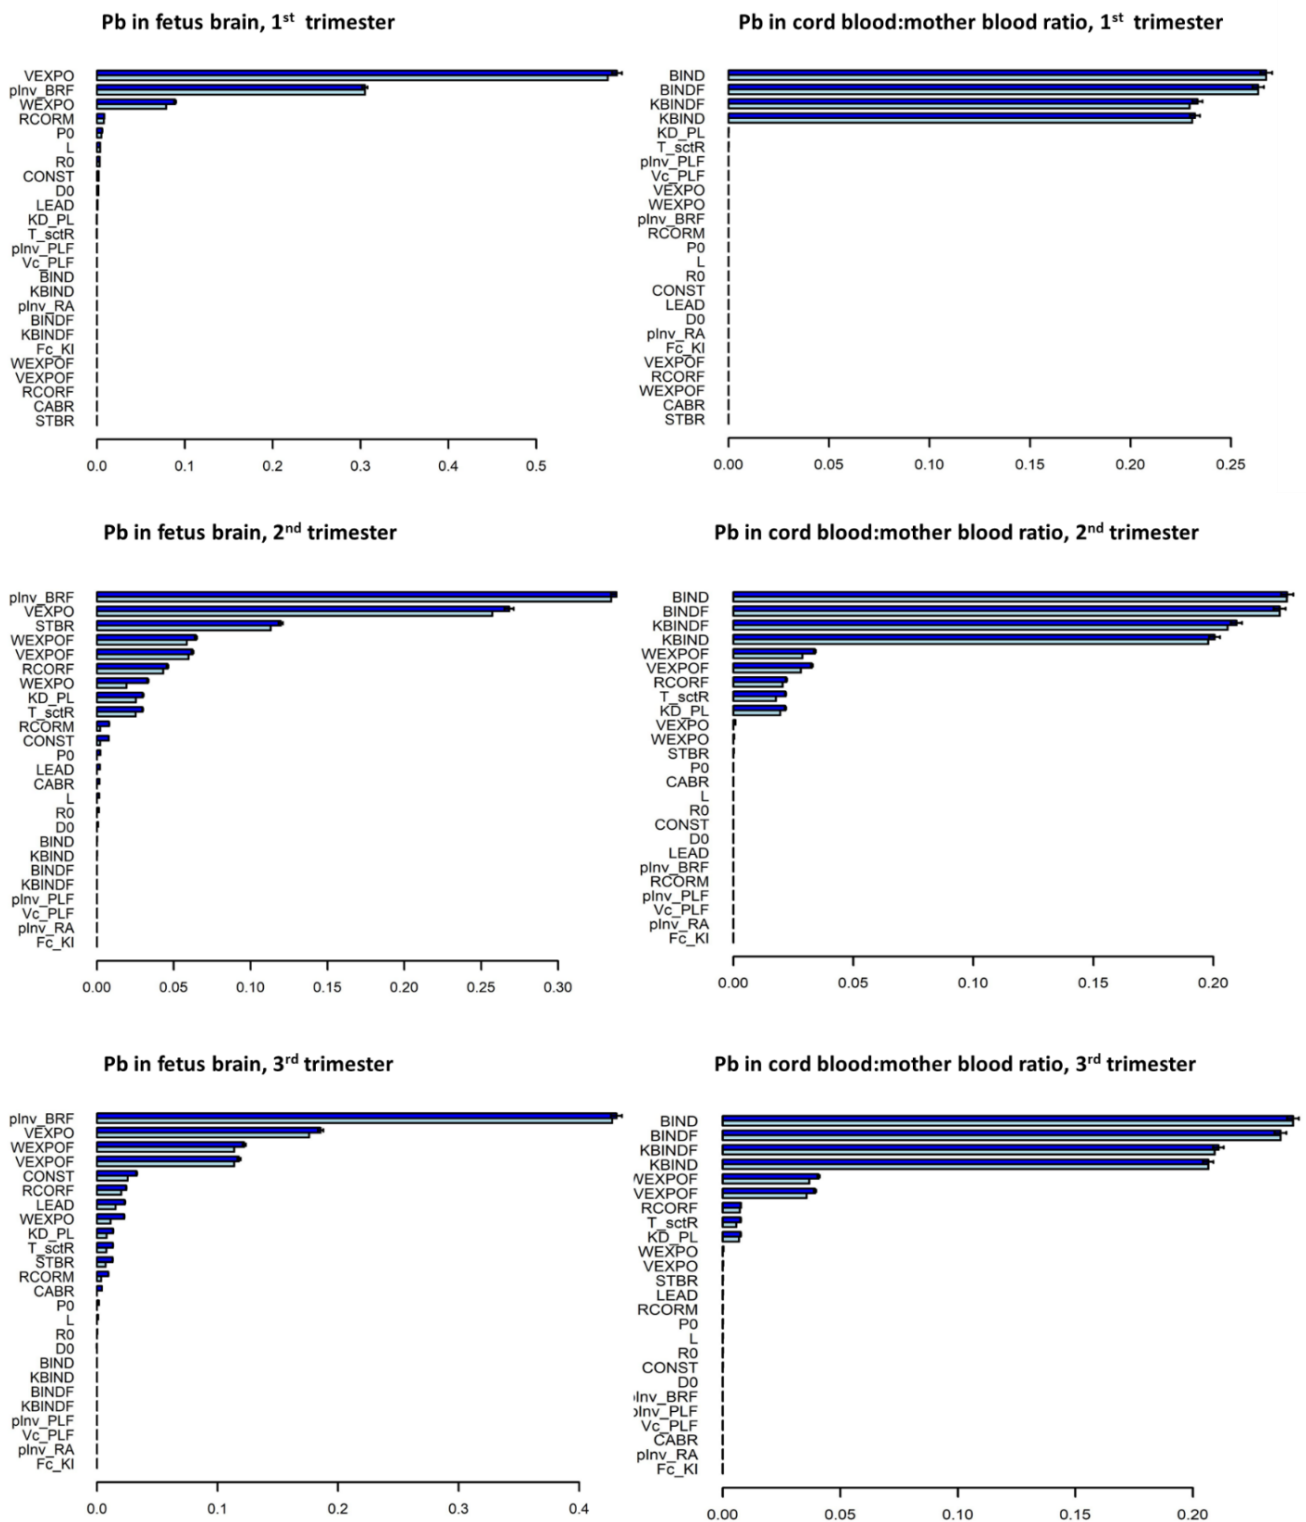 Pb in fetus brain, 1st trimester
VEXPO
pInv_BRF
WEXPO
RCORM
P0
L
R0
CONST
D0
LEAD
KD_PL
T_sctR
pInv_PLF
Vc_PLF
BIND
KBIND
pInv_RA
BINDF
KBINDF
Fc_KI
WEXPOF
VEXPOF
RCORF
CABR
STBR
0.0 0.1 0.2 0.3 0.4 0.5
Pb in cord blood:mother blood ratio, 1st trimester
BIND
BINDF
KBINDF
KBIND
KD_PL
T_sctR
pInv_PLF
Vc_PLF
VEXPO
WEXPO
pInv_BRF
RCORM
P0
L
R0
CONST
LEAD
D0
pInv_RA
Fc_KI
VEXPOF
RCORF
WEXPOF
CABR
STBR
0.00 0.05 0.10 0.15 0.20 0.25
Pb in fetus brain, 2nd trimester
pInv_BRF
VEXPO
STBR
WEXPOF
VEXPOF
RCORF
WEXPO
KD_PL
T_sctR
RCORM
CONST
P0
LEAD
CABR
L
R0
D0
BIND
KBIND
BINDF
KBINDF
pInv_PLF
Vc_PLF
pInv_RA
Fc_KI
0.00 0.05 0.10 0.15 0.20 0.25 0.30
Pb in cord blood:mother blood ratio, 2nd trimester
BIND
BINDF
KBINDF
KBIND
WEXPOF
VEXPOF
RCORF
T_sctR
KD_PL
VEXPO
WEXPO
STBR
P0
CABR
L
R0
CONST
D0
LEAD
pInv_BRF
RCORM
pInv_PLF
Vc_PLF
pInv_RA
Fc_KI
0.00 0.05 0.10 0.15 0.20
Pb in fetus brain, 3rd trimester
pInv_BRF
VEXPO
WEXPOF
VEXPOF
CONST
RCORF
LEAD
WEXPO
KD_PL
T_sctR
STBR
RCORM
CABR
P0
L
R0
D0
BIND
KBIND
BINDF
KBINDF
pInv_PLF
Vc_PLF
pInv_RA
Fc_KI
0.0 0.1 0.2 0.3 0.4
Pb in cord blood:mother blood ratio, 3rd trimester
BIND
BINDF
KBINDF
KBIND
WEXPOF
VEXPOF
RCORF
T_sctR
KD_PL
WEXPO
VEXPO
STBR
LEAD
RCORM
P0
L
R0
CONST
D0
pInv_BRF
pInv_PLF
Vc_PLF
CABR
pInv_RA
Fc_KI
0.00 0.05 0.10 0.15 0.20